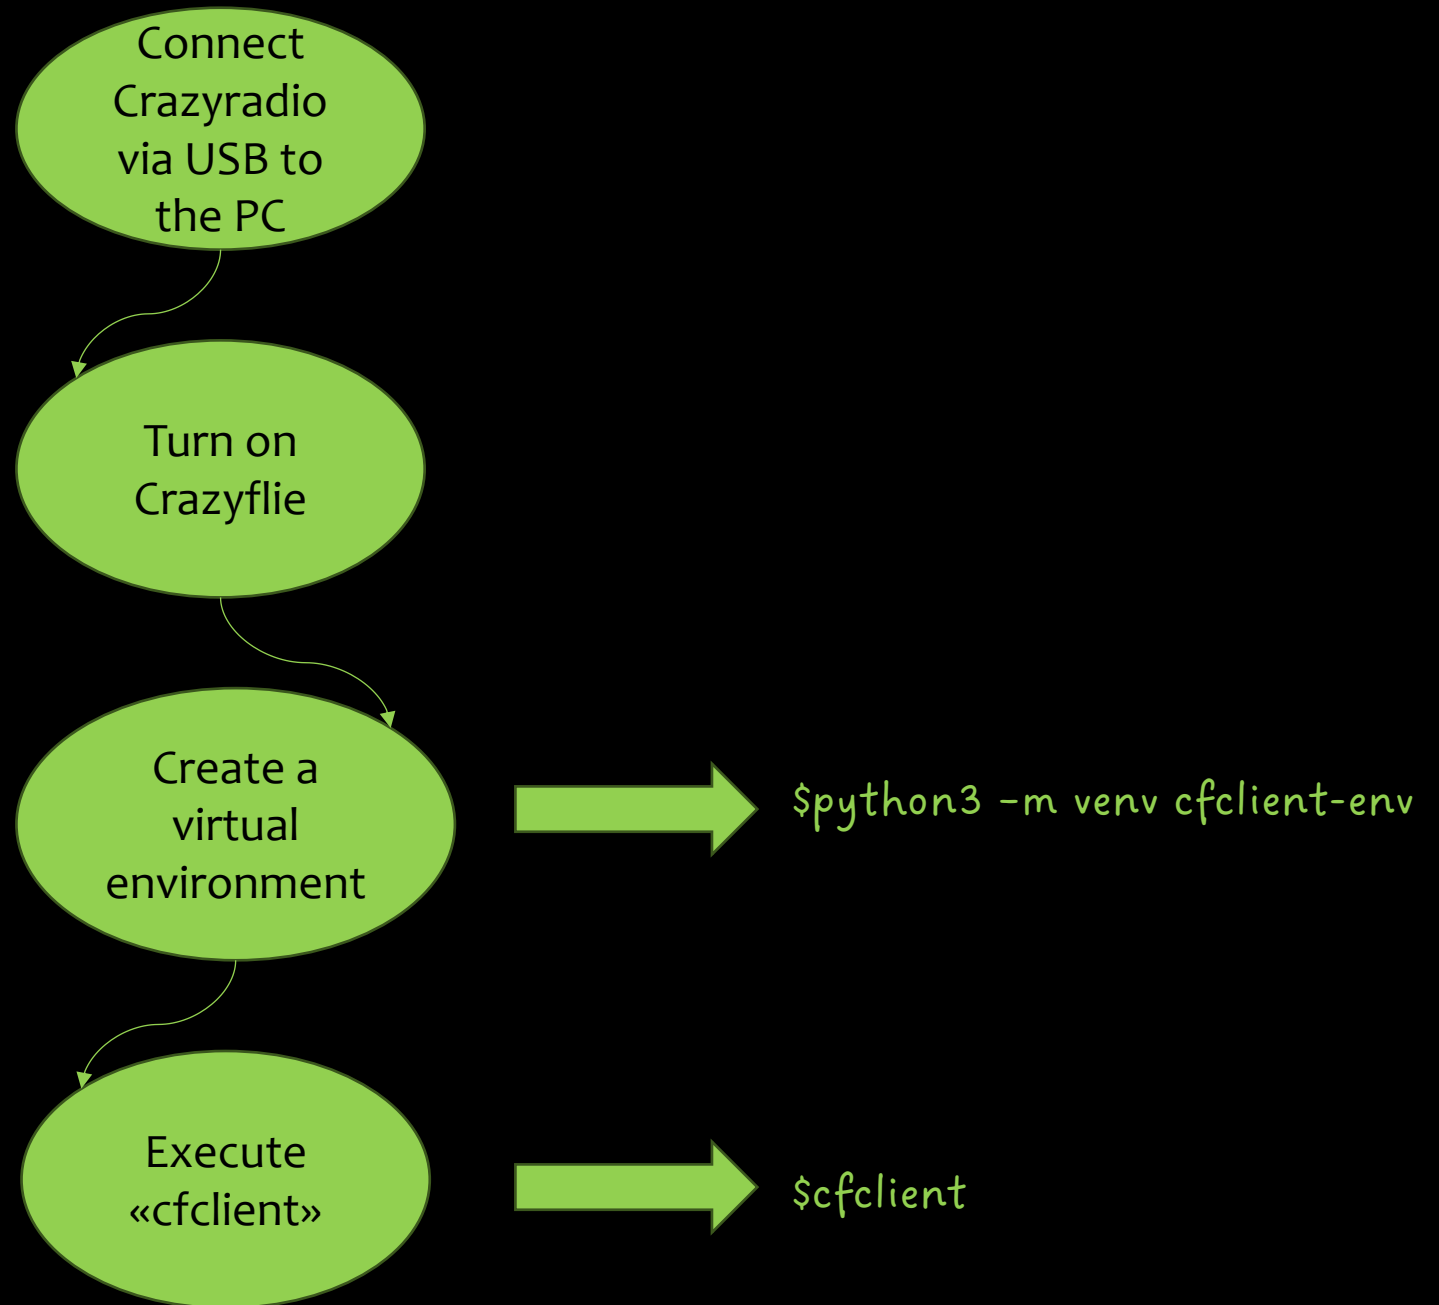 Connect
Crazyradio
via USB to
the PC
Turn on
Crazyflie
Create a
virtual
environment
$python3 –m venv cfclient-env
Execute
«cfclient»
$cfclient